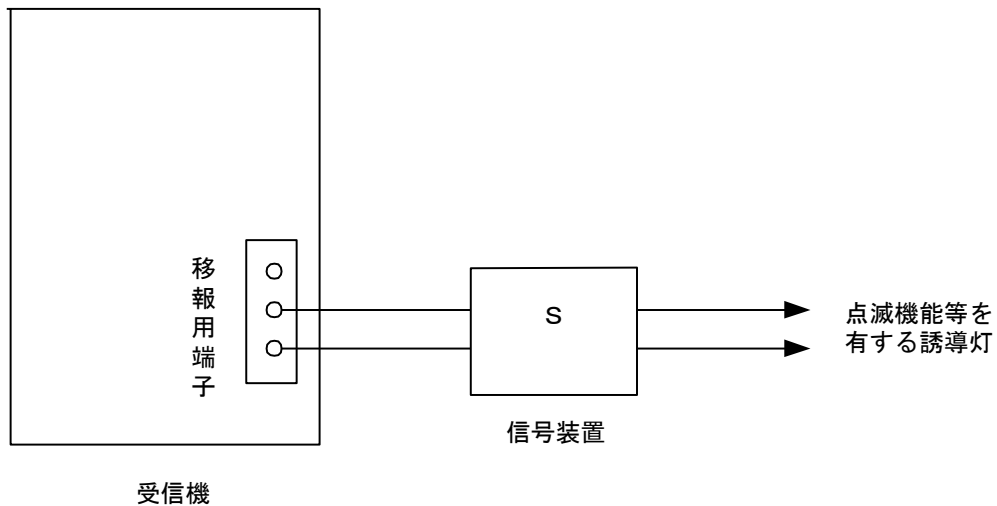 移報用端子
S
点滅機能等を
有する誘導灯
信号装置
受信機